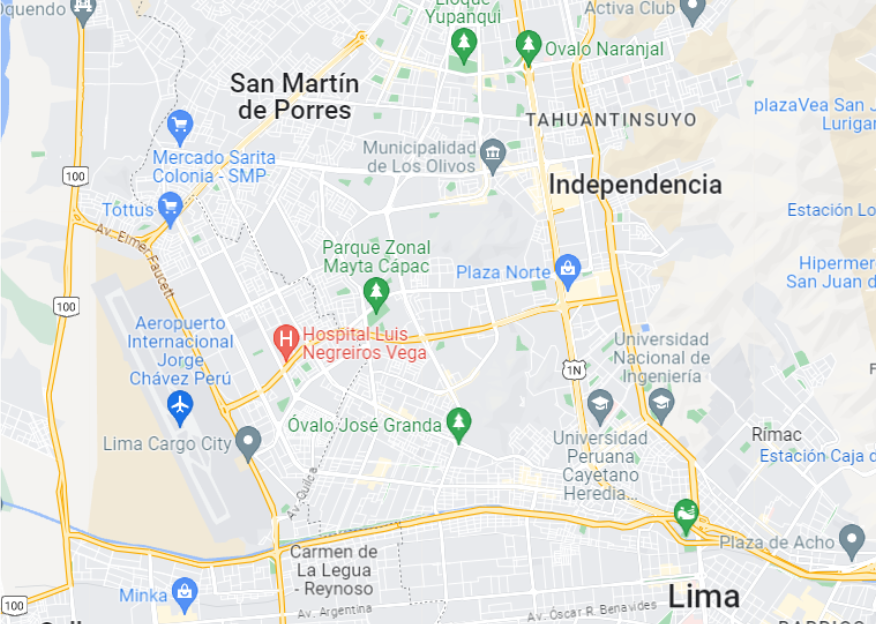 Oquendo
Lloque
Yupanqui
Activa Club
Ovalo Naranjal
San Martín
de Porres
TAHUANTINSUYO
plazaVea San J
Lurigan
Municipalidad
de Los Olivos
Mercado Sarita
Colonia - SMP
100
Independencia
Tottus
Estación Lo
Av. Elmer Faucett
Parque Zonal
Mayta Cápac
Plaza Norte
Hipermer
San Juan d
100
Aeropuerto
Internacional
Jorge
Chávez Perú
Hospital Luis
Negreiros Vega
Universidad
Nacional de
Ingeniería
1N
F
Óvalo José Granda
Lima Cargo City
Universidad
Peruana
Cayetano
Heredia...
Rímac
Estación Caja d
Av. Quilca
Plaza de Acho
Carmen de
La Legua
- Reynoso
Minka
100
Lima
Av. Argentina
Av. Óscar R. Benavides